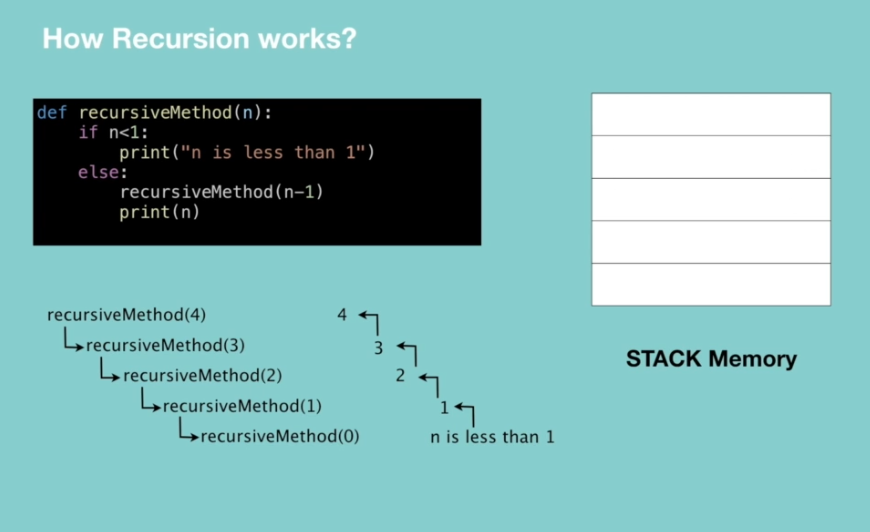 How Recursion works?
def recursiveMethod(n):
    if n<1:
        print("n is less than 1")
    else:
        recursiveMethod(n-1)
        print(n)
recursiveMethod(4)
recursiveMethod(3)
recursiveMethod(2)
recursiveMethod(1)
recursiveMethod(0)
4
3
2
1
n is less than 1
STACK Memory